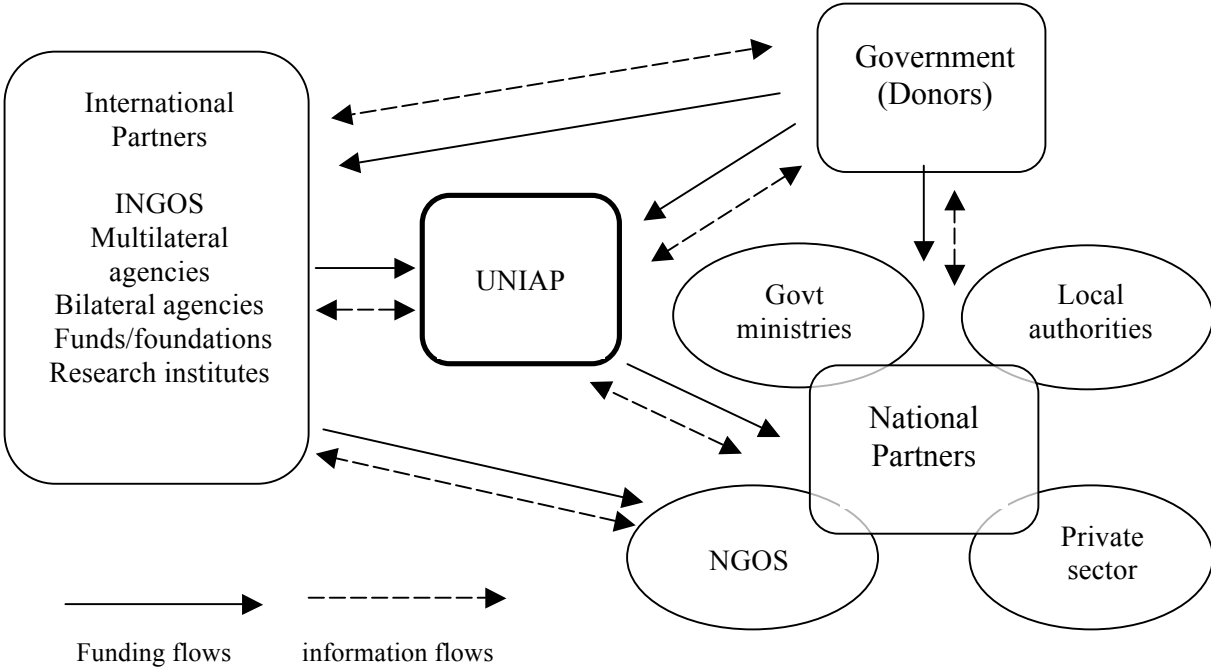 International
Partners
INGOS
Multilateral
agencies
Bilateral agencies
Funds/foundations
Research institutes
UNIAP
Government
(Donors)
Govt
ministries
Local
authorities
National
Partners
NGOS
Private
sector
Funding flows
information flows